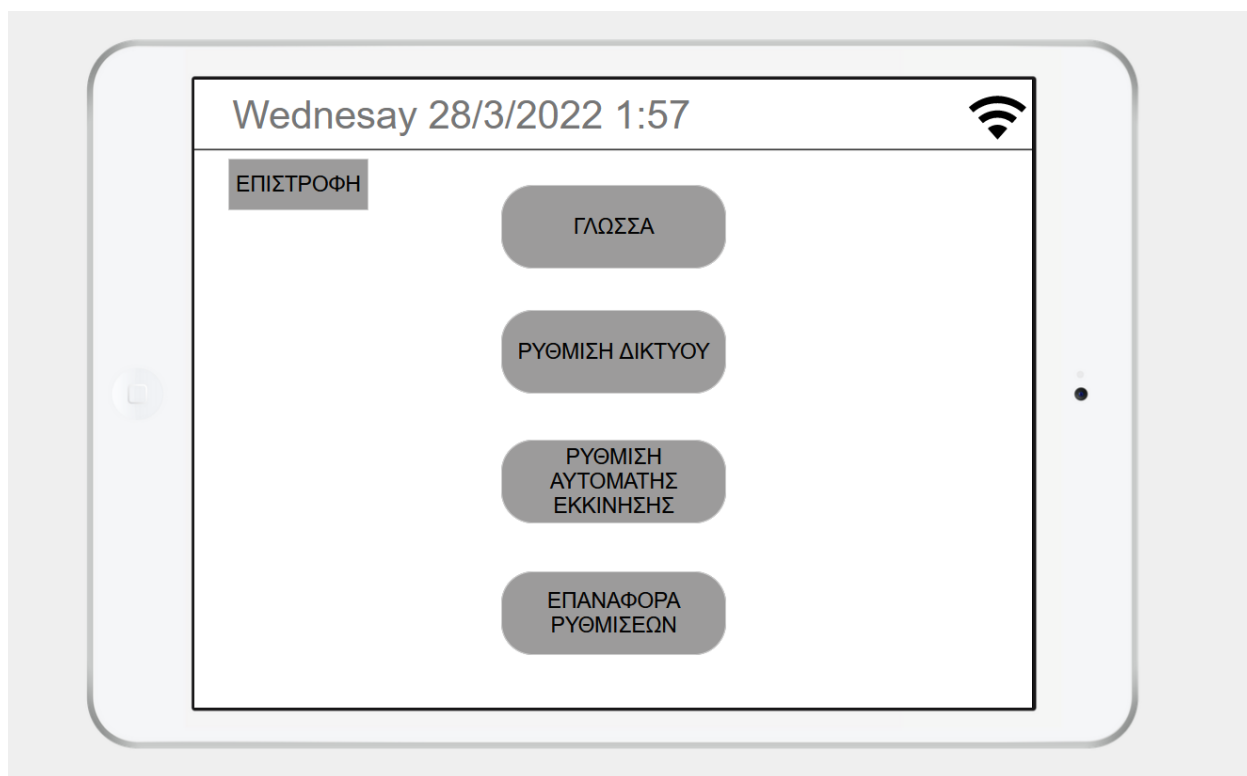 Wednesay 28/3/2022 1:57
ΕΠΙΣΤΡΟΦΗ
ΓΛΩΣΣΑ
ΡΥΘΜΙΣΗ ΔΙΚΤΥΟΥ
ΡΥΘΜΙΣΗ
ΑΥΤΟΜΑΤΗΣ
ΕΚΚΙΝΗΣΗΣ
ΕΠΑΝΑΦΟΡΑ
ΡΥΘΜΙΣΕΩΝ